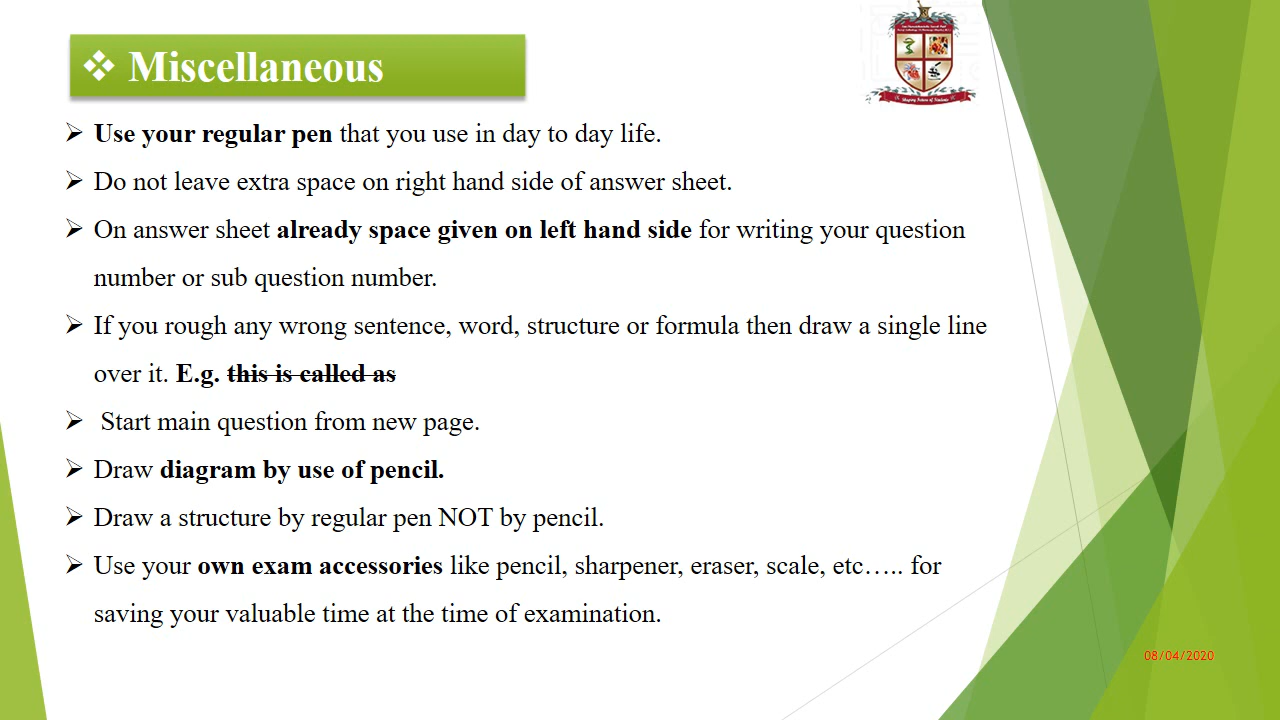 ❖ Miscellaneous
➢ Use your regular pen that you use in day to day life.
➢ Do not leave extra space on right hand side of answer sheet.
➢ On answer sheet already space given on left hand side for writing your question
number or sub question number.
➢ If you rough any wrong sentence, word, structure or formula then draw a single line
over it. E.g. this is called as
➢ Start main question from new page.
➢ Draw diagram by use of pencil.
➢ Draw a structure by regular pen NOT by pencil.
➢ Use your own exam accessories like pencil, sharpener, eraser, scale, etc….. for
saving your valuable time at the time of examination.
08/04/2020